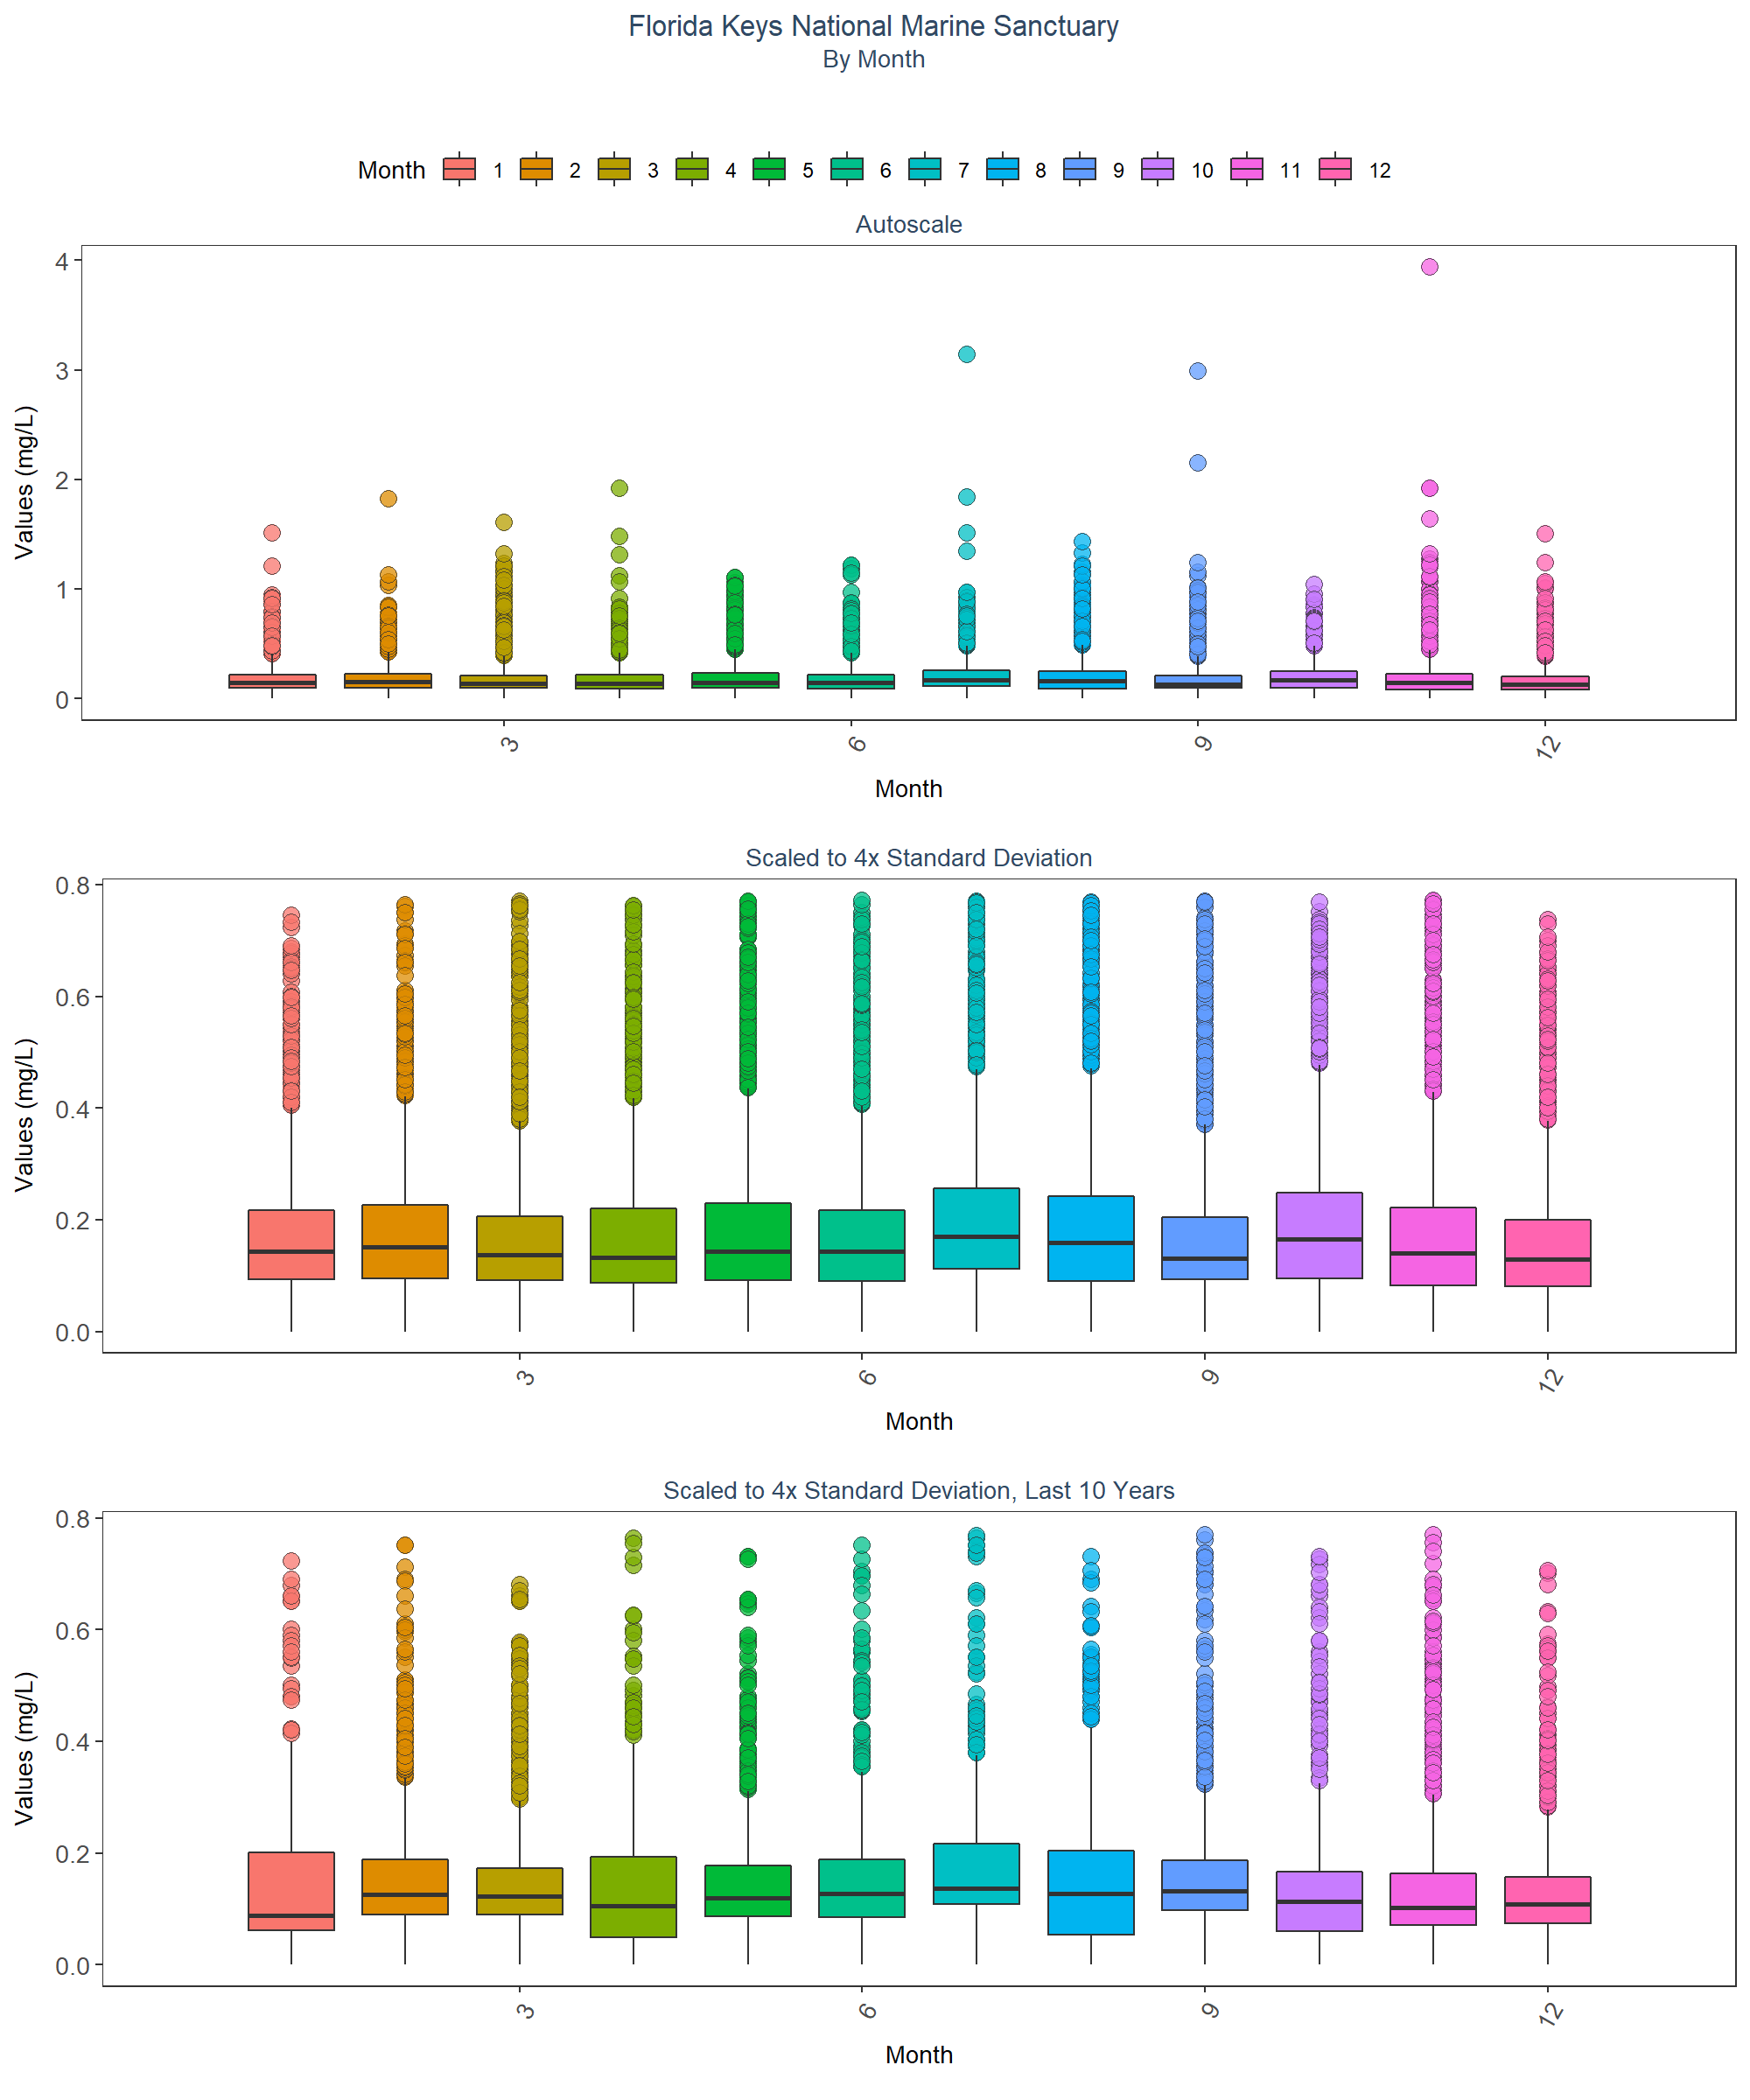 Florida Keys National Marine Sanctuary
By Month
Month 1 2 3 4 5 6 7 8 9 10 11 12
Autoscale
Values (mg/L)
4
3
2
1
0
3 6 9 12
Month
Scaled to 4x Standard Deviation
Values (mg/L)
0.8
0.6
0.4
0.2
0.0
3 6 9 12
Month
Scaled to 4x Standard Deviation, Last 10 Years
Values (mg/L)
0.8
0.6
0.4
0.2
0.0
3 6 9 12
Month